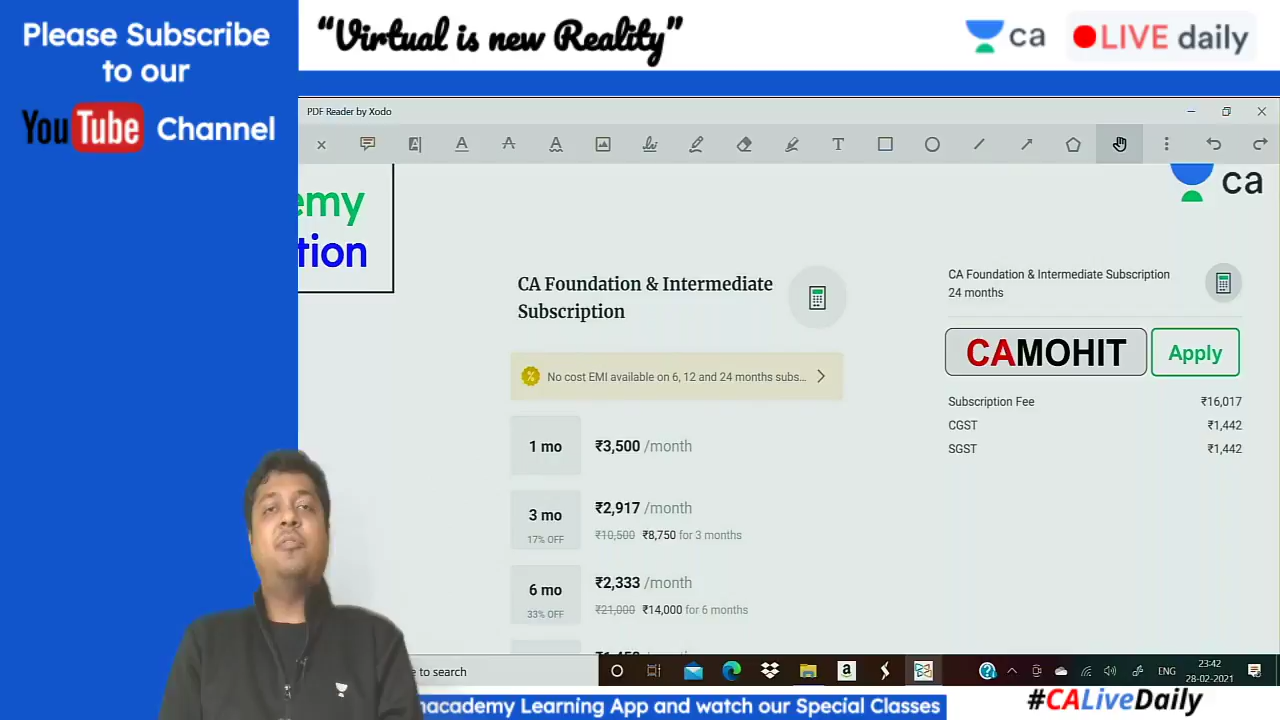 Please Subscribe
to our
YouTube Channel
“Virtual is new Reality”
ca
LIVE daily
PDF Reader by Xodo
T
emy
tion
ca
CA Foundation & Intermediate
Subscription
No cost EMI available on 6, 12 and 24 months subs...
1 mo
₹3,500 /month
3 mo
17% OFF
₹2,917 /month
₹10,500 ₹8,750 for 3 months
6 mo
33% OFF
₹2,333 /month
₹21,000 ₹14,000 for 6 months
CA Foundation & Intermediate Subscription
24 months
CAMOHIT
Apply
Subscription Fee ₹16,017
CGST ₹1,442
SGST ₹1,442
e to search
ENG
23:42
28-02-2021
nacademy Learning App and watch our Special Classes
#CALiveDaily